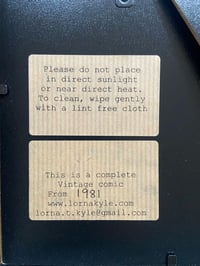 Please do not place
in direct sunlight
or near direct heat.
To clean, wipe gently
with a lint free cloth
This is a complete
Vintage comic
From 1981
www.lornakyle.com
lorna.t.kyle@gmail.com